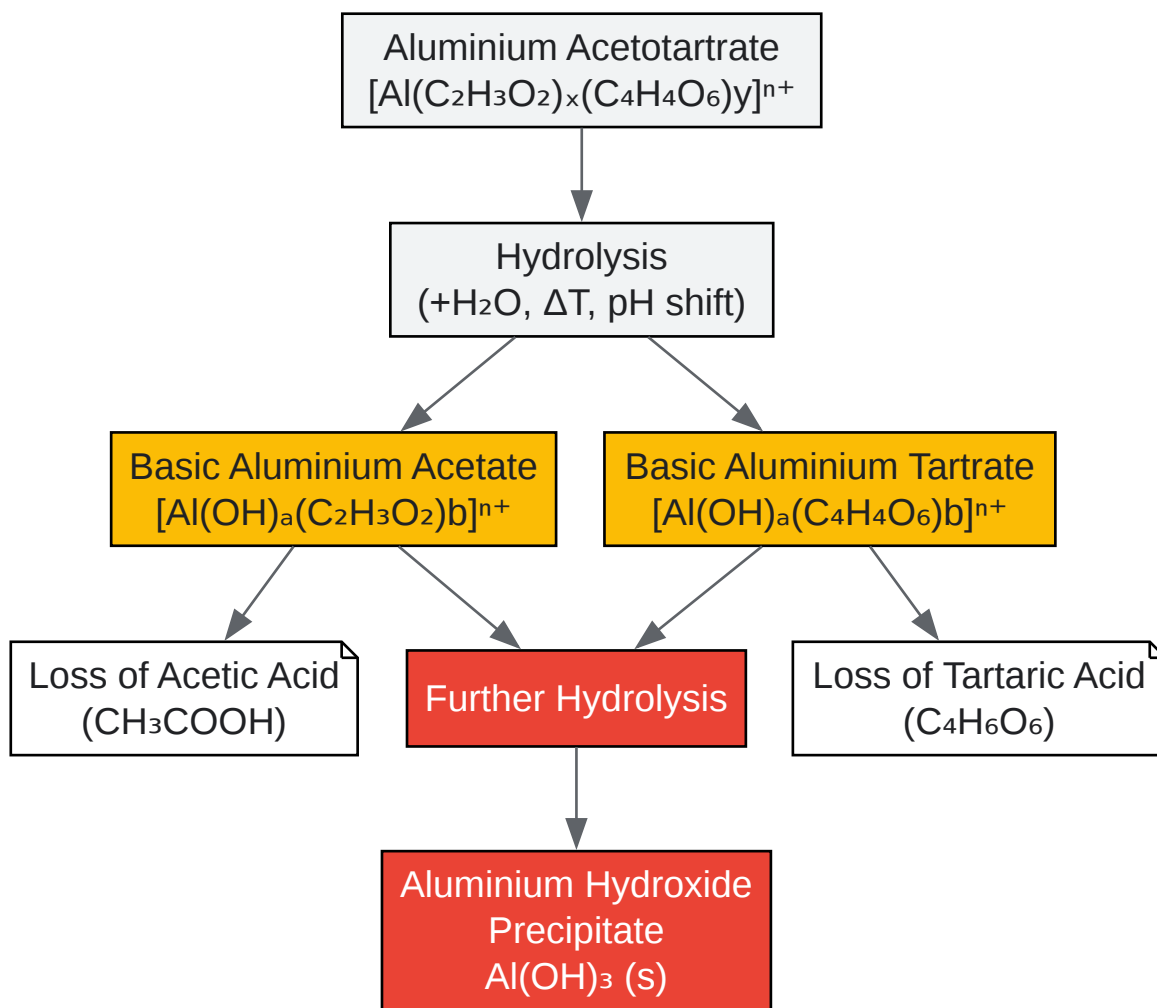 Aluminium Acetotartrate
[Al(C₂H₃O₂)ₓ(C₄H₄O₆)y]ⁿ⁺
Hydrolysis
(+H₂O, ΔT, pH shift)
Basic Aluminium Acetate
[Al(OH)ₐ(C₂H₃O₂)b]ⁿ⁺
Basic Aluminium Tartrate
[Al(OH)ₐ(C₄H₄O₆)b]ⁿ⁺
Loss of Acetic Acid
(CH₃COOH)
Further Hydrolysis
Loss of Tartaric Acid
(C₄H₆O₆)
Aluminium Hydroxide
Precipitate
Al(OH)₃ (s)